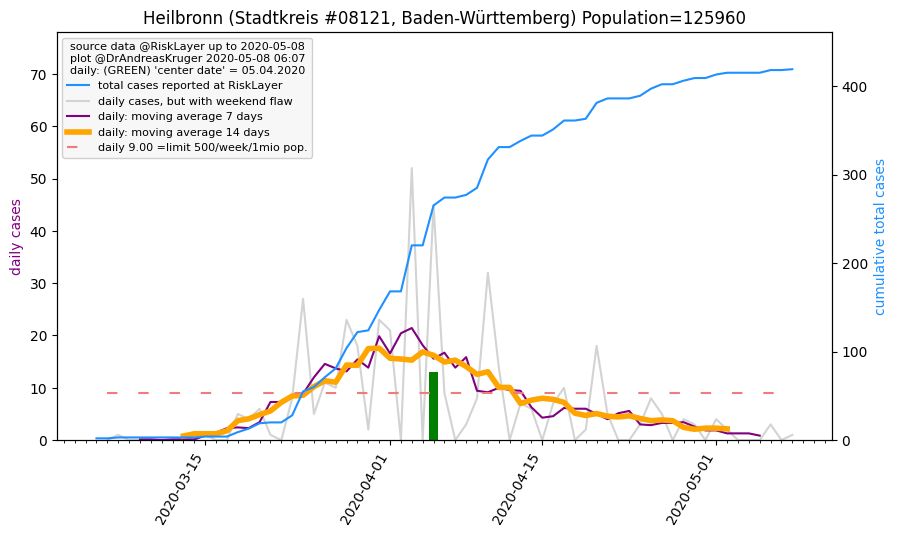 Heilbronn (Stadtkreis #08121, Baden-Württemberg) Population=125960
source data @RiskLayer up to 2020-05-08
plot @DrAndreasKruger 2020-05-08 06:07
daily: (GREEN) 'center date' = 05.04.2020
total cases reported at RiskLayer
daily cases, but with weekend flaw
daily: moving average 7 days
daily: moving average 14 days
daily 9.00 =limit 500/week/1mio pop.
daily cases
70
60
50
40
30
20
10
0
cumulative total cases
400
300
200
100
0
2020-03-15
2020-04-01
2020-04-15
2020-05-01